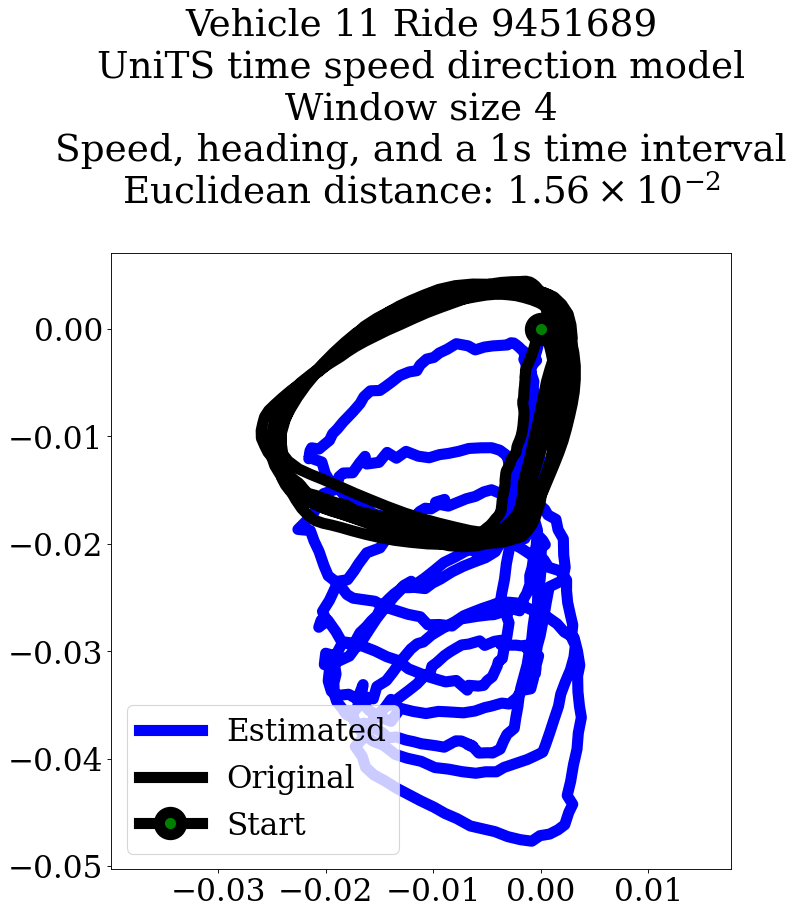 Vehicle 11 Ride 9451689
UniTS time speed direction model
Window size 4
Speed, heading, and a 1s time interval
Euclidean distance: 1.56 × 10⁻²
0.00
−0.01
−0.02
−0.03
−0.04
−0.05
Estimated
Original
Start
−0.03 −0.02 −0.01 0.00 0.01